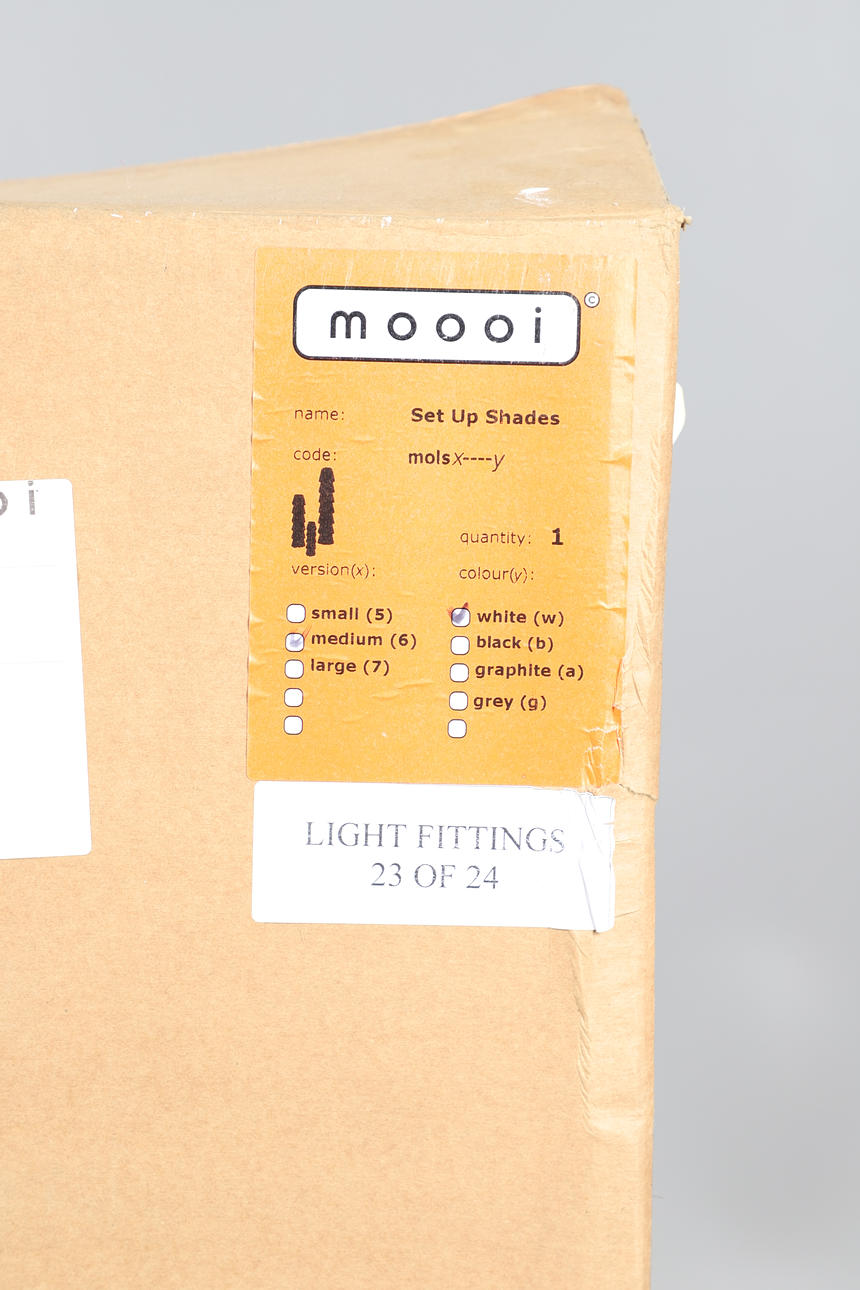 moooi
©
name: Set Up Shades
code: molsx----y
quantity: 1
version(x): colour(y):
small (5) white (w)
medium (6) black (b)
large (7) graphite (a)
grey (g)
LIGHT FITTINGS
23 OF 24
oi